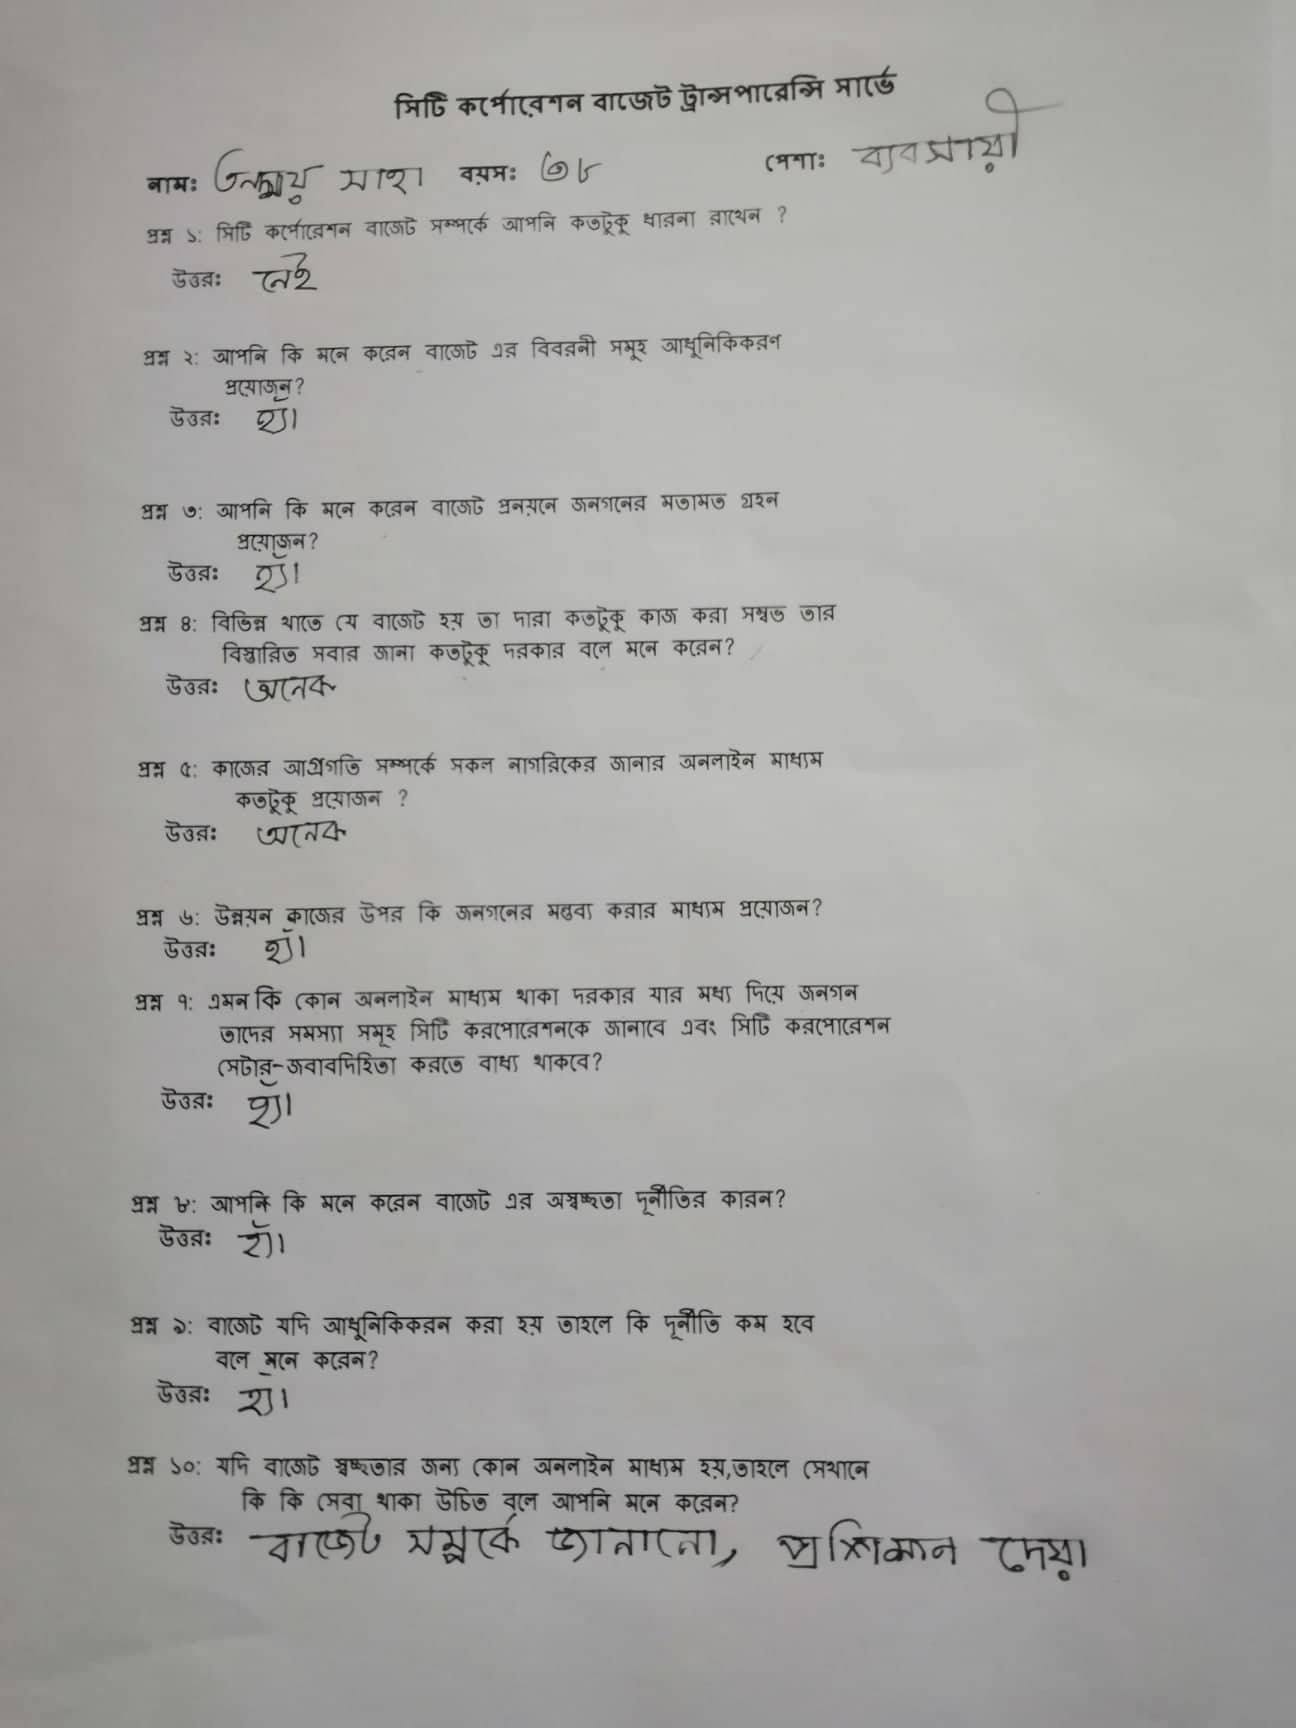 সিটি কর্পোরেশন বাজেট ট্রান্সপারেন্সি সার্ভে
নামঃ তন্ময় সাহা বয়সঃ ৩৮ পেশাঃ ব্যবসায়ী
প্রশ্ন ১: সিটি কর্পোরেশন বাজেট সম্পর্কে আপনি কতটুকু ধারনা রাখেন ?
উত্তরঃ নেই
প্রশ্ন ২: আপনি কি মনে করেন বাজেট এর বিবরনী সমূহ আধুনিকিকরণ
প্রয়োজন?
উত্তরঃ হ্যাঁ
প্রশ্ন ৩: আপনি কি মনে করেন বাজেট প্রনয়নে জনগনের মতামত গ্রহন
প্রয়োজন?
উত্তরঃ হ্যাঁ
প্রশ্ন ৪: বিভিন্ন খাতে যে বাজেট হয় তা দারা কতটুকু কাজ করা সম্বভ তার
বিস্তারিত সবার জানা কতটুকু দরকার বলে মনে করেন?
উত্তরঃ অনেক
প্রশ্ন ৫: কাজের আগ্রগতি সম্পর্কে সকল নাগরিকের জানার অনলাইন মাধ্যম
কতটুকু প্রয়োজন ?
উত্তরঃ অনেক
প্রশ্ন ৬: উন্নয়ন কাজের উপর কি জনগনের মন্তব্য করার মাধ্যম প্রয়োজন?
উত্তরঃ হ্যাঁ
প্রশ্ন ৭: এমন কি কোন অনলাইন মাধ্যম থাকা দরকার যার মধ্য দিয়ে জনগন
তাদের সমস্যা সমূহ সিটি করপোরেশনকে জানাবে এবং সিটি করপোরেশন
সেটার-জবাবদিহিতা করতে বাধ্য থাকবে?
উত্তরঃ হ্যাঁ
প্রশ্ন ৮: আপনি কি মনে করেন বাজেট এর অস্বচ্ছতা দূর্নীতির কারন?
উত্তরঃ হ্যাঁ
প্রশ্ন ৯: বাজেট যদি আধুনিকিকরন করা হয় তাহলে কি দূর্নীতি কম হবে
বলে মনে করেন?
উত্তরঃ হ্যা
প্রশ্ন ১০: যদি বাজেট স্বচ্ছতার জন্য কোন অনলাইন মাধ্যম হয়,তাহলে সেখানে
কি কি সেবা থাকা উচিত বলে আপনি মনে করেন?
উত্তরঃ বাজেট সম্পর্কে জানানো, দেয়া